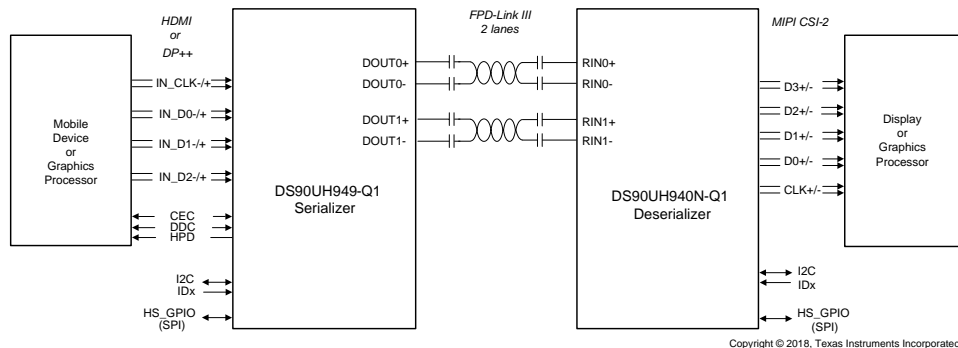 HDMI
or
DP++
FPD-Link III
2 lanes
MIPI CSI-2
Mobile
Device
or
Graphics
Processor
IN_CLK-/+
IN_D0-/+
IN_D1-/+
IN_D2-/+
CEC
DDC
HPD
I2C
IDx
HS_GPIO
(SPI)
DS90UH949-Q1
Serializer
DOUT0+
DOUT0-
DOUT1+
DOUT1-
RIN0+
RIN0-
RIN1+
RIN1-
DS90UH940N-Q1
Deserializer
D3+/-
D2+/-
D1+/-
D0+/-
CLK+/-
I2C
IDx
HS_GPIO
(SPI)
Display
or
Graphics
Processor
Copyright © 2018, Texas Instruments Incorporated